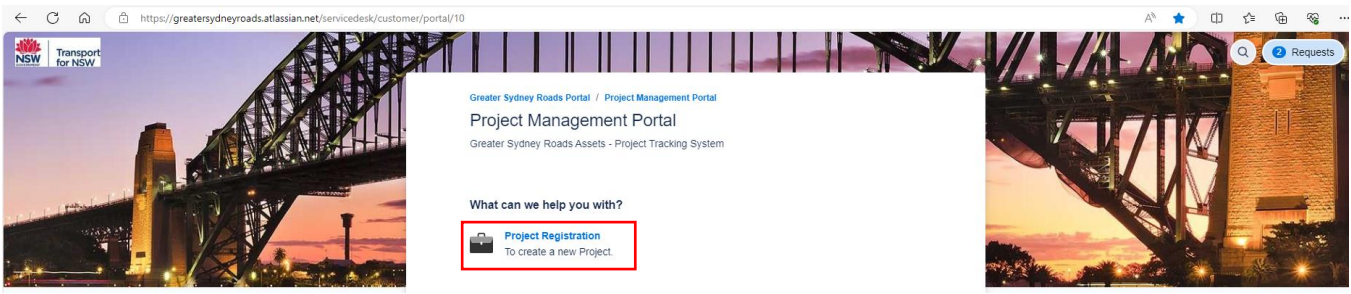 https://greatersydneyroads.atlassian.net/servicedesk/customer/portal/10
NSW
Transport
for NSW
2 Requests
Greater Sydney Roads Portal / Project Management Portal
Project Management Portal
Greater Sydney Roads Assets - Project Tracking System
What can we help you with?
Project Registration
To create a new Project.